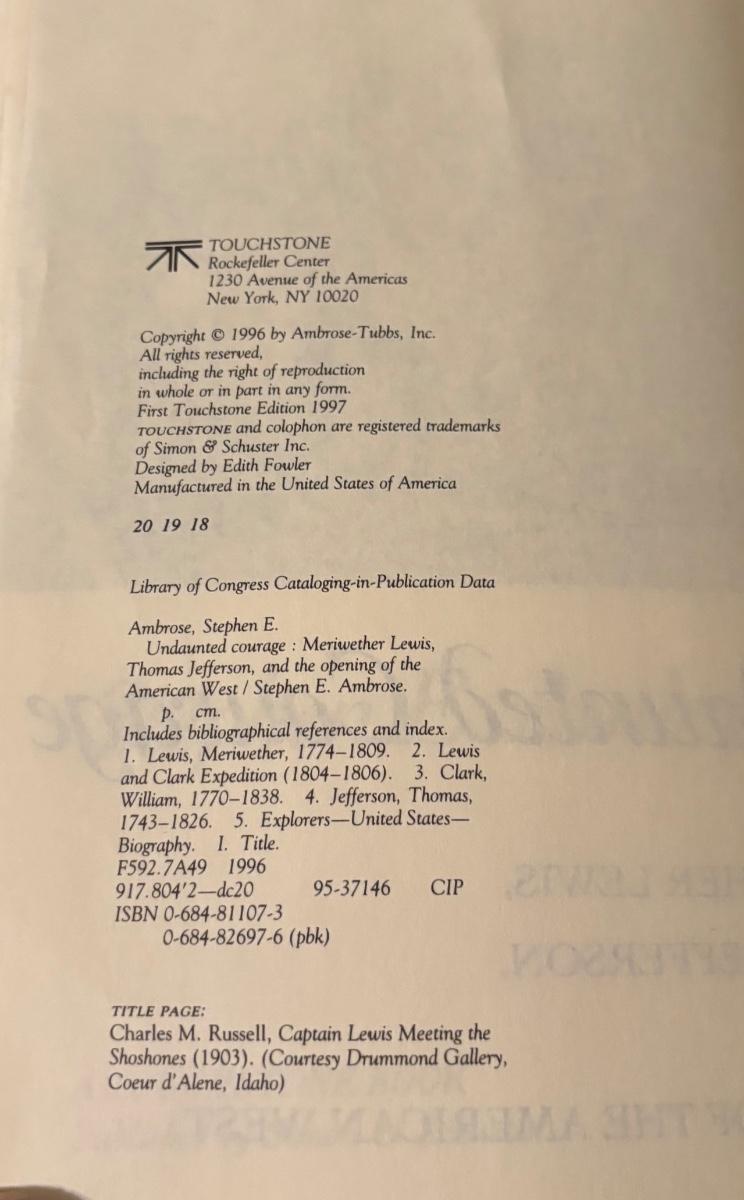 TOUCHSTONE
Rockefeller Center
1230 Avenue of the Americas
New York, NY 10020
Copyright © 1996 by Ambrose-Tubbs, Inc.
All rights reserved,
including the right of reproduction
in whole or in part in any form.
First Touchstone Edition 1997
TOUCHSTONE and colophon are registered trademarks
of Simon & Schuster Inc.
Designed by Edith Fowler
Manufactured in the United States of America
20 19 18
Library of Congress Cataloging-in-Publication Data
Ambrose, Stephen E.
Undaunted courage : Meriwether Lewis,
Thomas Jefferson, and the opening of the
American West / Stephen E. Ambrose.
p. cm.
Includes bibliographical references and index.
1. Lewis, Meriwether, 1774–1809. 2. Lewis
and Clark Expedition (1804–1806). 3. Clark,
William, 1770–1838. 4. Jefferson, Thomas,
1743–1826. 5. Explorers—United States—
Biography. I. Title.
F592.7A49 1996
917.804'2—dc20 95-37146 CIP
ISBN 0-684-81107-3
0-684-82697-6 (pbk)
TITLE PAGE:
Charles M. Russell, Captain Lewis Meeting the
Shoshones (1903). (Courtesy Drummond Gallery,
Coeur d'Alene, Idaho)